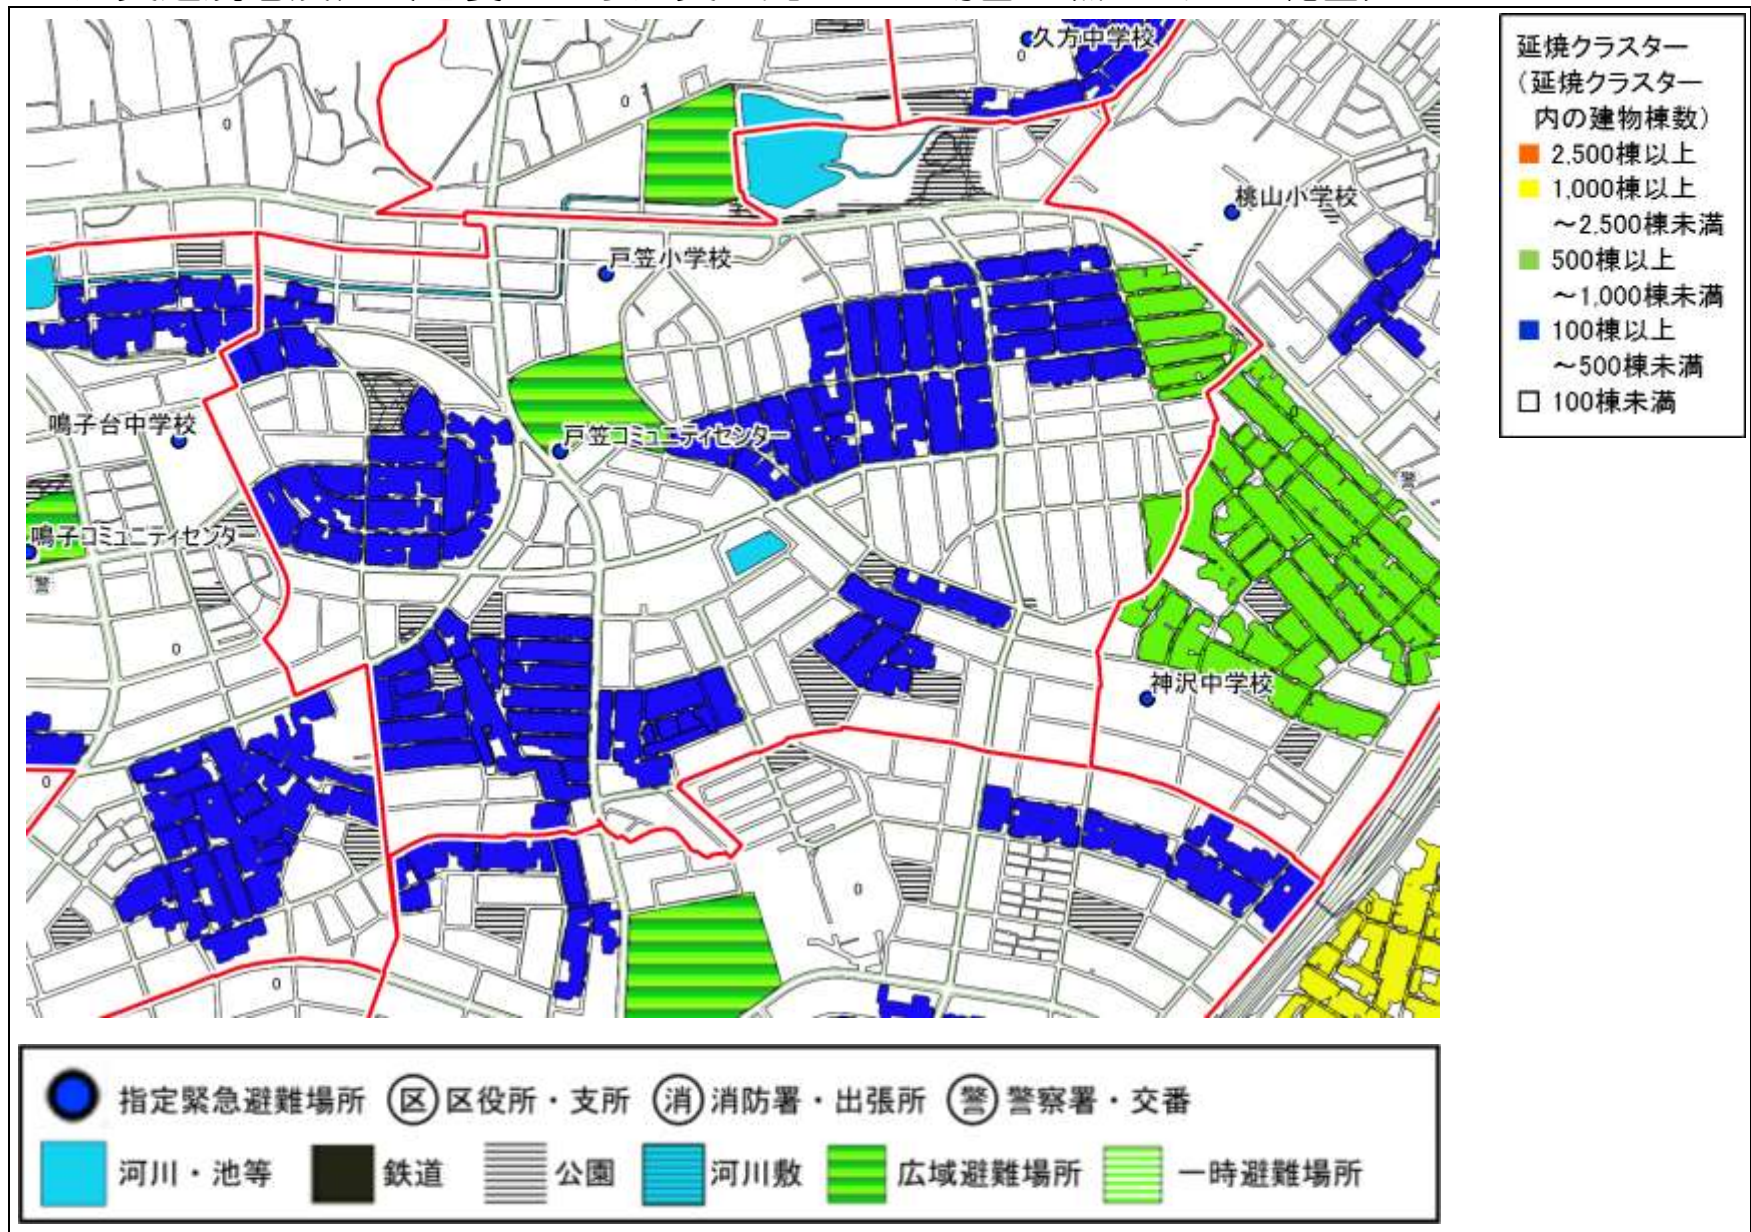 久方中学校
0
延焼クラスター
(延焼クラスター
内の建物棟数)
2,500棟以上
1,000棟以上
～2,500棟未満
500棟以上
～1,000棟未満
100棟以上
～500棟未満
100棟未満
0
0
桃山小学校
戸笠小学校
鳴子台中学校
戸笠コミュニティセンター
警
鳴子コミュニティセンター
警
0
神沢中学校
0
0
0
指定緊急避難場所
区 区役所・支所
消 消防署・出張所
警 警察署・交番
河川・池等
鉄道
公園
河川敷
広域避難場所
一時避難場所